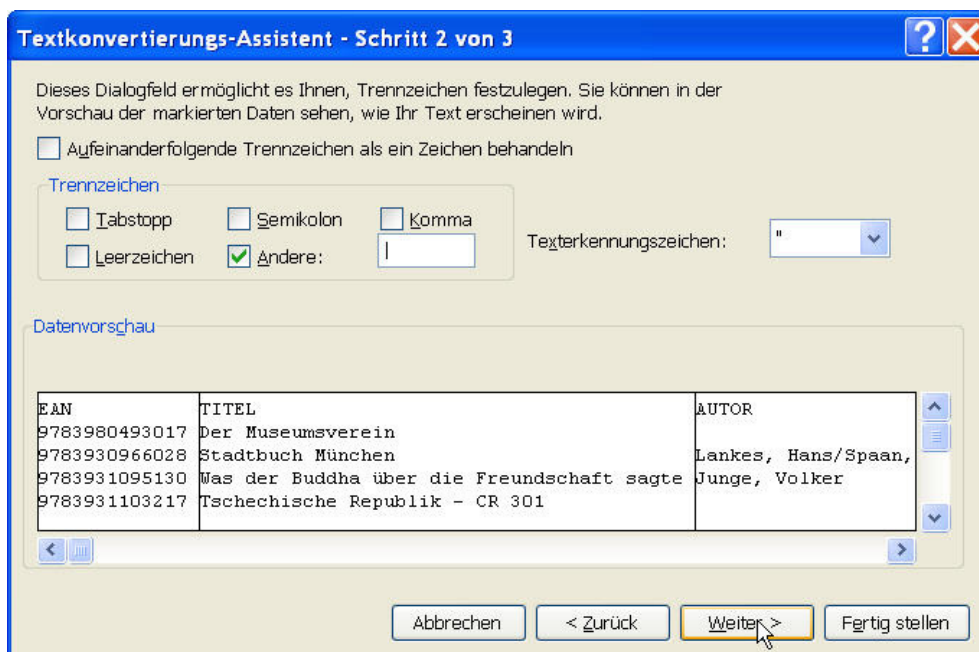 Textkonvertierungs-Assistent - Schritt 2 von 3
Dieses Dialogfeld ermöglicht es Ihnen, Trennzeichen festzulegen. Sie können in der
Vorschau der markierten Daten sehen, wie Ihr Text erscheinen wird.
Aufeinanderfolgende Trennzeichen als ein Zeichen behandeln
Trennzeichen
Tabstopp Semikolon Komma
Leerzeichen Andere: |
Texterkennungszeichen: "
Datenvorschau
EAN TITEL AUTOR
9783980493017 Der Museumsverein
9783930966028 Stadtbuch München Lankes, Hans/Spaan,
9783931095130 Was der Buddha über die Freundschaft sagte Junge, Volker
9783931103217 Tschechische Republik - CR 301
Abbrechen < Zurück Weiter > Fertig stellen